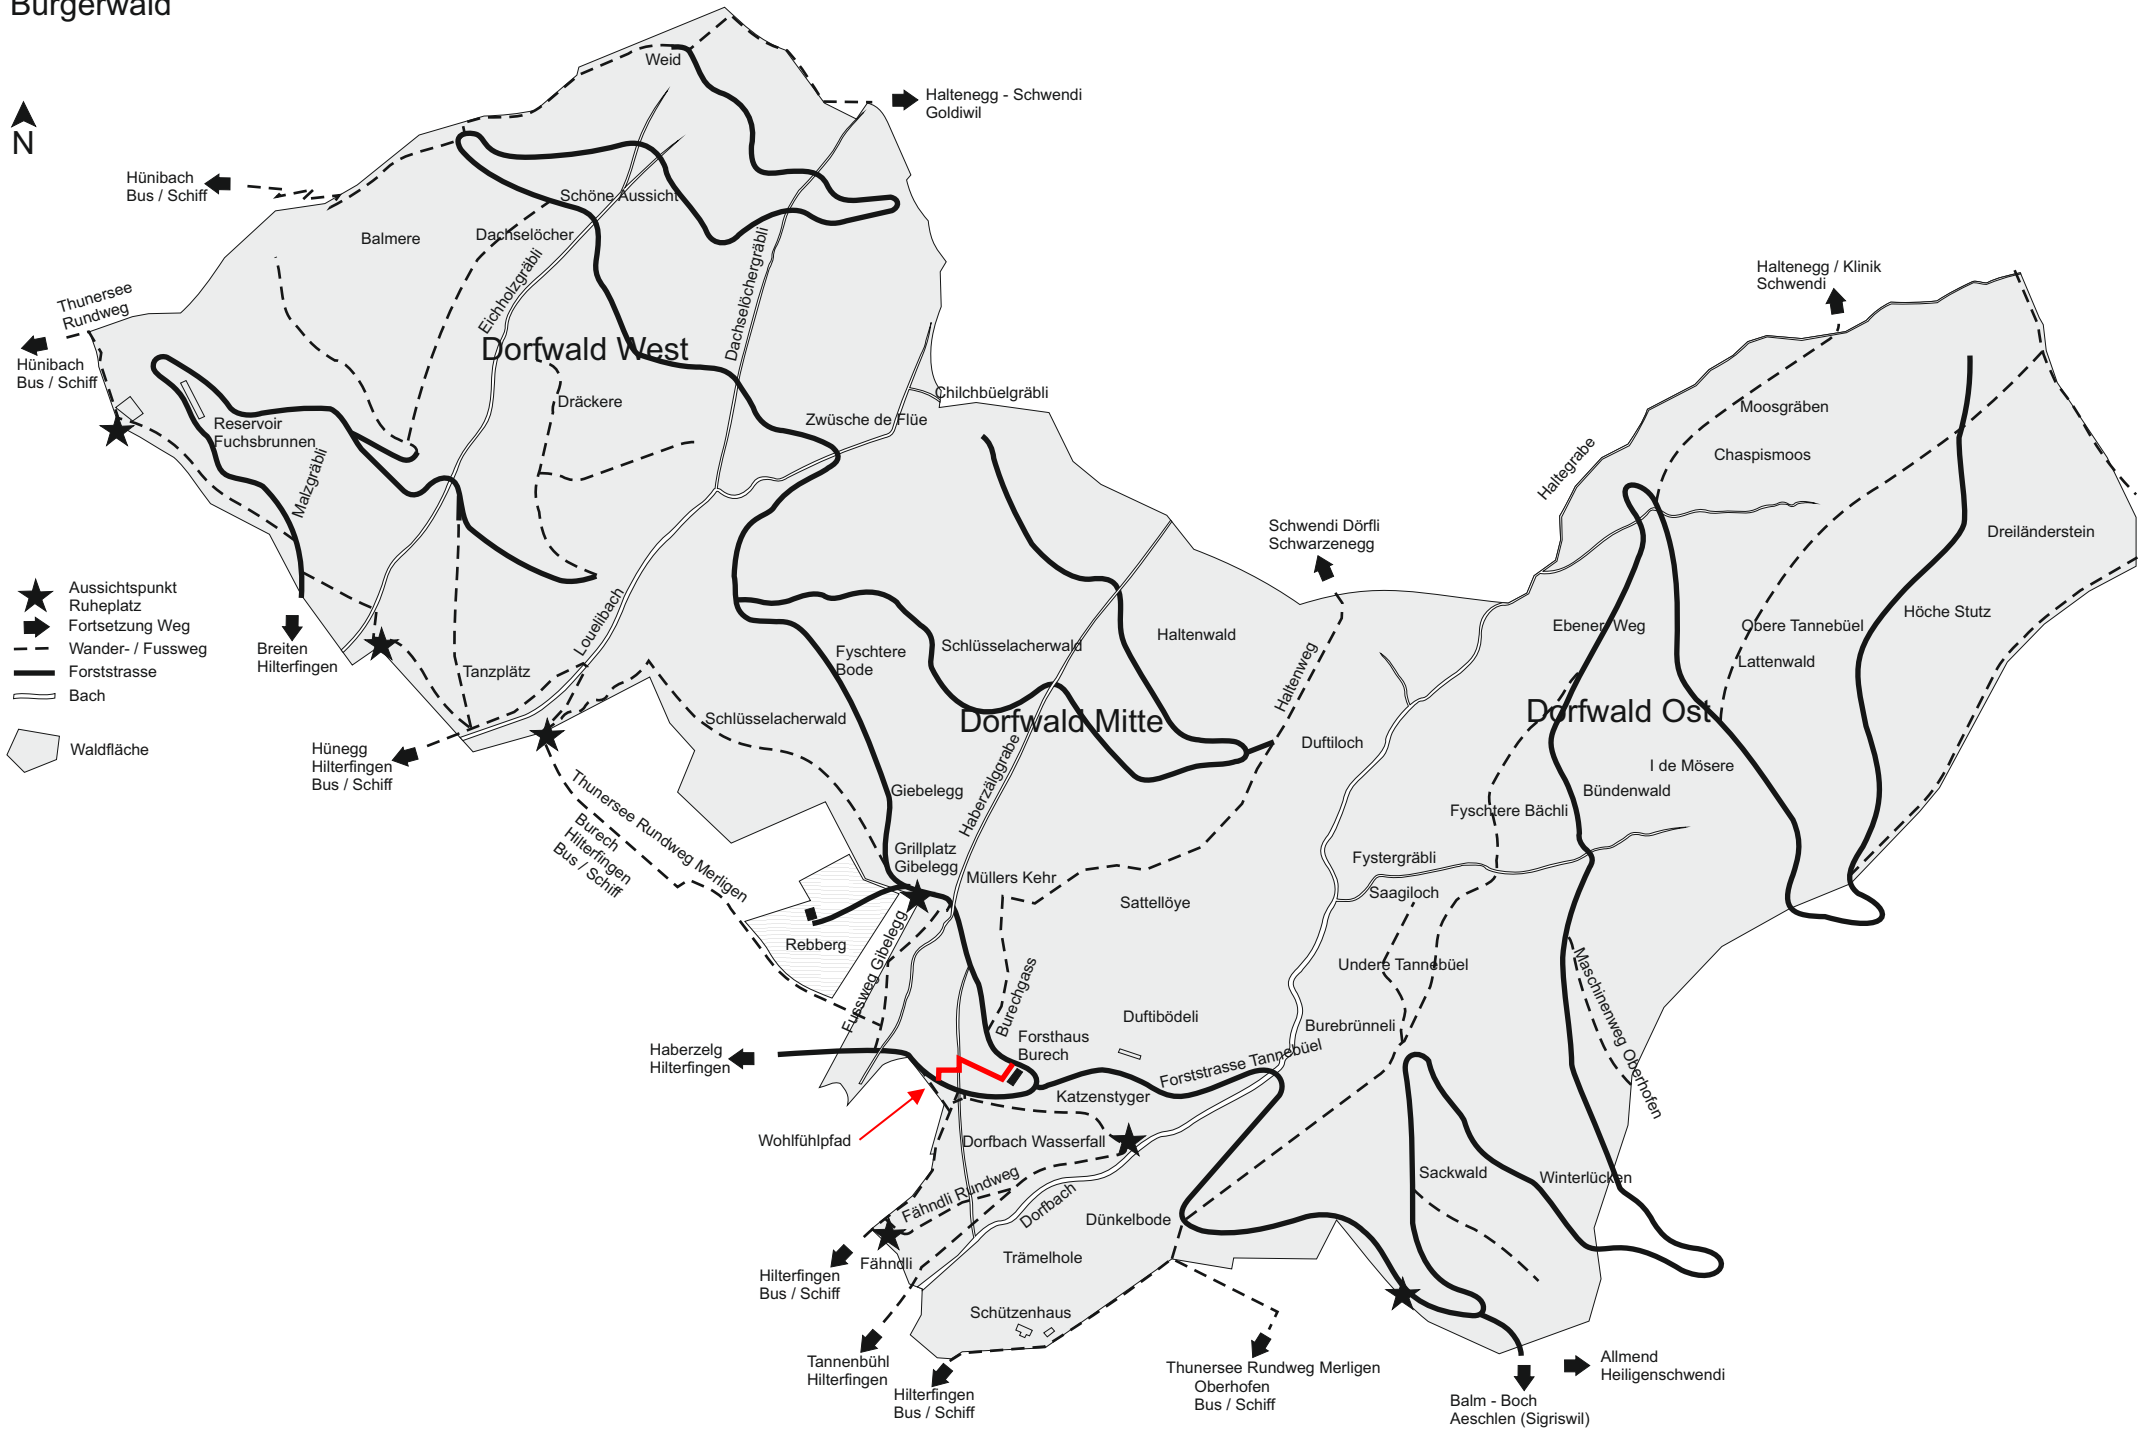 Burgerwald
Weid
Haltenegg - Schwendi
Goldiwil
N
Hünibach
Bus / Schiff
Schöne Aussicht
Balmere
Dachselöcher
Eichholzgräbli
Dachselöchergräbli
Thunersee
Rundweg
Hünibach
Bus / Schiff
Dorfwald West
Dräckere
Chilchbüelgräbli
Zwüsche de Flüe
Reservoir
Fuchsbrunnen
Malzgräbli
Haltenegg / Klinik
Schwendi
Moosgräben
Chaspismoos
Haltegrabe
Dreiländerstein
Schwendi Dörfli
Schwarzenegg
Aussichtspunkt
Ruheplatz
Fortsetzung Weg
Wander- / Fussweg
Forststrasse
Bach
Waldfläche
Breiten
Hilterfingen
Tanzplätz
Louelibach
Fyschtere
Bode
Schlüsselacherwald
Haltenwald
Haltenweg
Ebener Weg
Obere Tannebüel
Lattenwald
Höche Stutz
Schlüsselacherwald
Dorfwald Mitte
Duftiloch
Dorfwald Ost
I de Mösere
Bündenwald
Fyschtere Bächli
Hünegg
Hilterfingen
Bus / Schiff
Thunersee Rundweg Merligen
Burech
Hilterfingen
Bus / Schiff
Giebelegg
Haberzälggrabe
Grillplatz
Gibelegg
Müllers Kehr
Fystergräbli
Saagiloch
Sattellöye
Rebberg
Fussweg Gibelegg
Burechgass
Undere Tannebüel
Maschinenweg Oberhofen
Duftibödeli
Burebrünneli
Forsthaus
Burech
Haberzelg
Hilterfingen
Forststrasse Tannebüel
Katzenstyger
Wohlfühlpfad
Dorfbach Wasserfall
Sackwald
Winterlücken
Fähndli Rundweg
Dorfbach
Dünkelbode
Fähndli
Trämelhole
Hilterfingen
Bus / Schiff
Schützenhaus
Tannenbühl
Hilterfingen
Hilterfingen
Bus / Schiff
Thunersee Rundweg Merligen
Oberhofen
Bus / Schiff
Allmend
Heiligenschwendi
Balm - Boch
Aeschlen (Sigriswil)